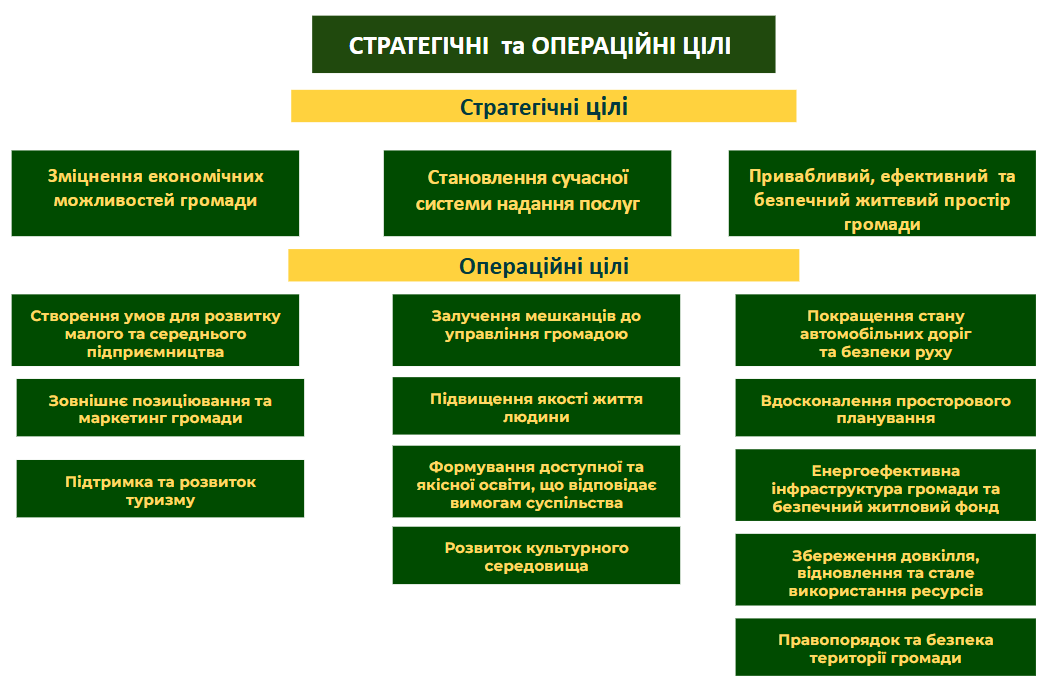 СТРАТЕГІЧНІ та ОПЕРАЦІЙНІ ЦІЛІ
Стратегічні цілі
Зміцнення економічних
можливостей громади
Становлення сучасної
системи надання послуг
Привабливий, ефективний та
безпечний життєвий простір
громади
Операційні цілі
Створення умов для розвитку
малого та середнього
підприємництва
Зовнішнє позиціювання та
маркетинг громади
Підтримка та розвиток
туризму
Залучення мешканців до
управління громадою
Підвищення якості життя
людини
Формування доступної та
якісної освіти, що відповідає
вимогам суспільства
Розвиток культурного
середовища
Покращення стану
автомобільних доріг
та безпеки руху
Вдосконалення просторового
планування
Енергоефективна
інфраструктура громади та
безпечний житловий фонд
Збереження довкілля,
відновлення та стале
використання ресурсів
Правопорядок та безпека
території громади